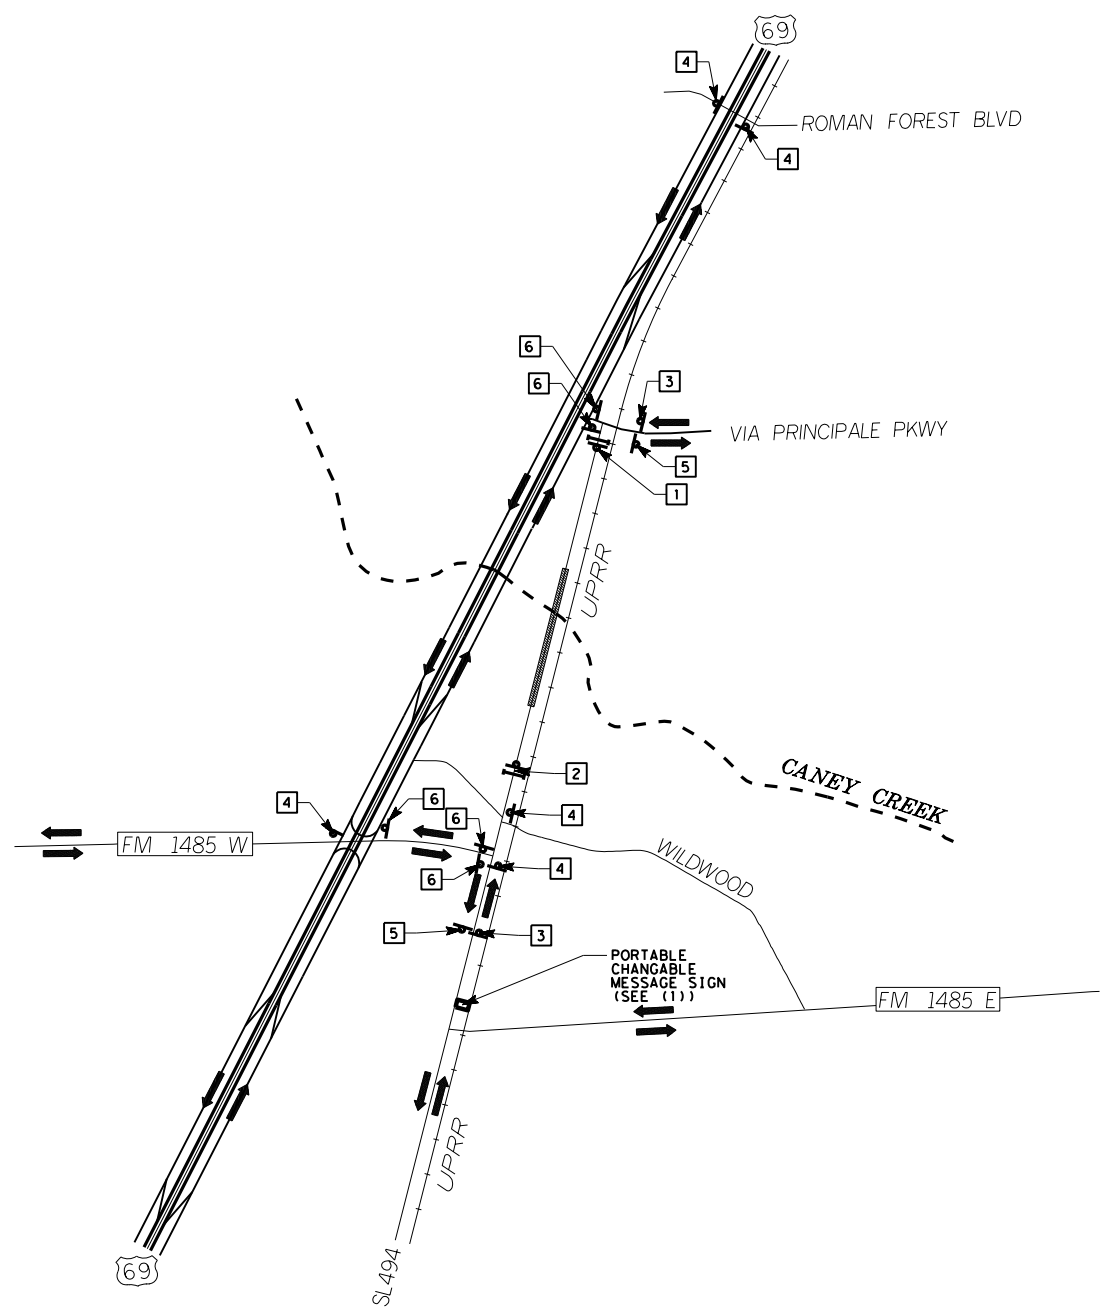 69
4
ROMAN FOREST BLVD
4
6
6
3
VIA PRINCIPALE PKWY
5
1
UPRR
2
CANEY CREEK
4
6
6
4
FM 1485 W
WILDWOOD
6
4
5
3
PORTABLE
CHANGABLE
MESSAGE SIGN
(SEE (1))
FM 1485 E
UPRR
SL494
69